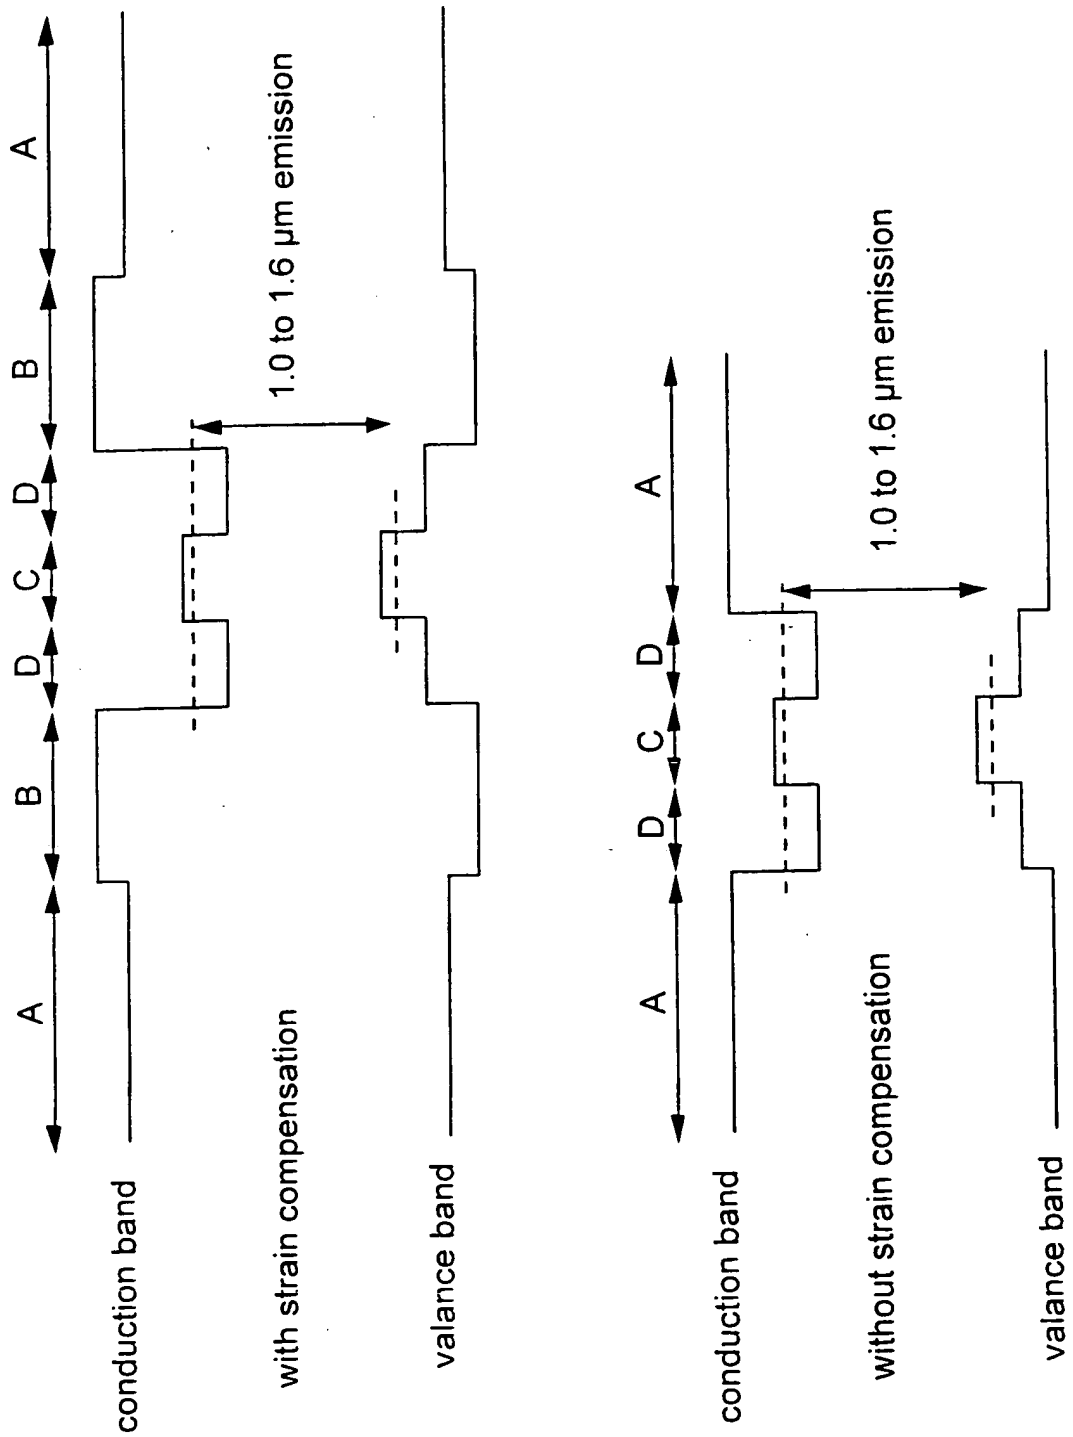 A
B
D
C
D
B
A
conduction band
with strain compensation
1.0 to 1.6 µm emission
valance band
A
D
C
D
A
conduction band
without strain compensation
1.0 to 1.6 µm emission
valance band